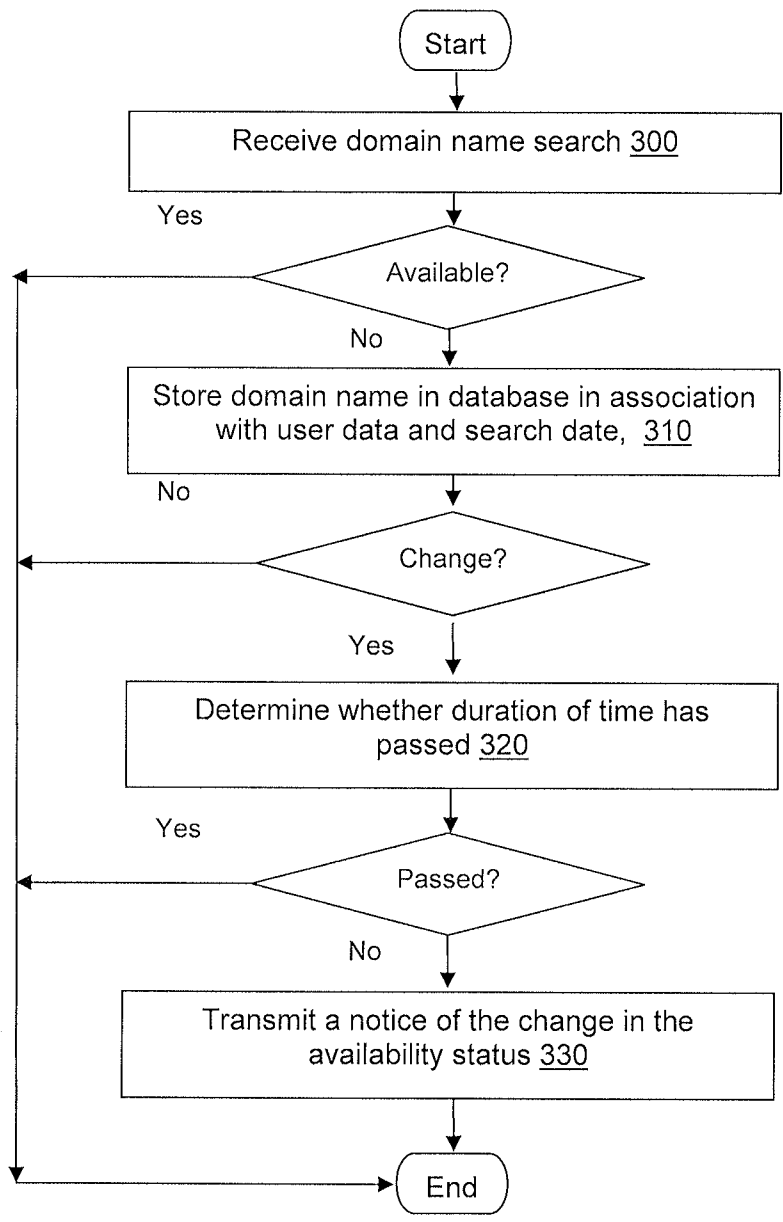 Start
Receive domain name search 300
Yes
Available?
No
Store domain name in database in association
with user data and search date, 310
No
Change?
Yes
Determine whether duration of time has
passed 320
Yes
Passed?
No
Transmit a notice of the change in the
availability status 330
End